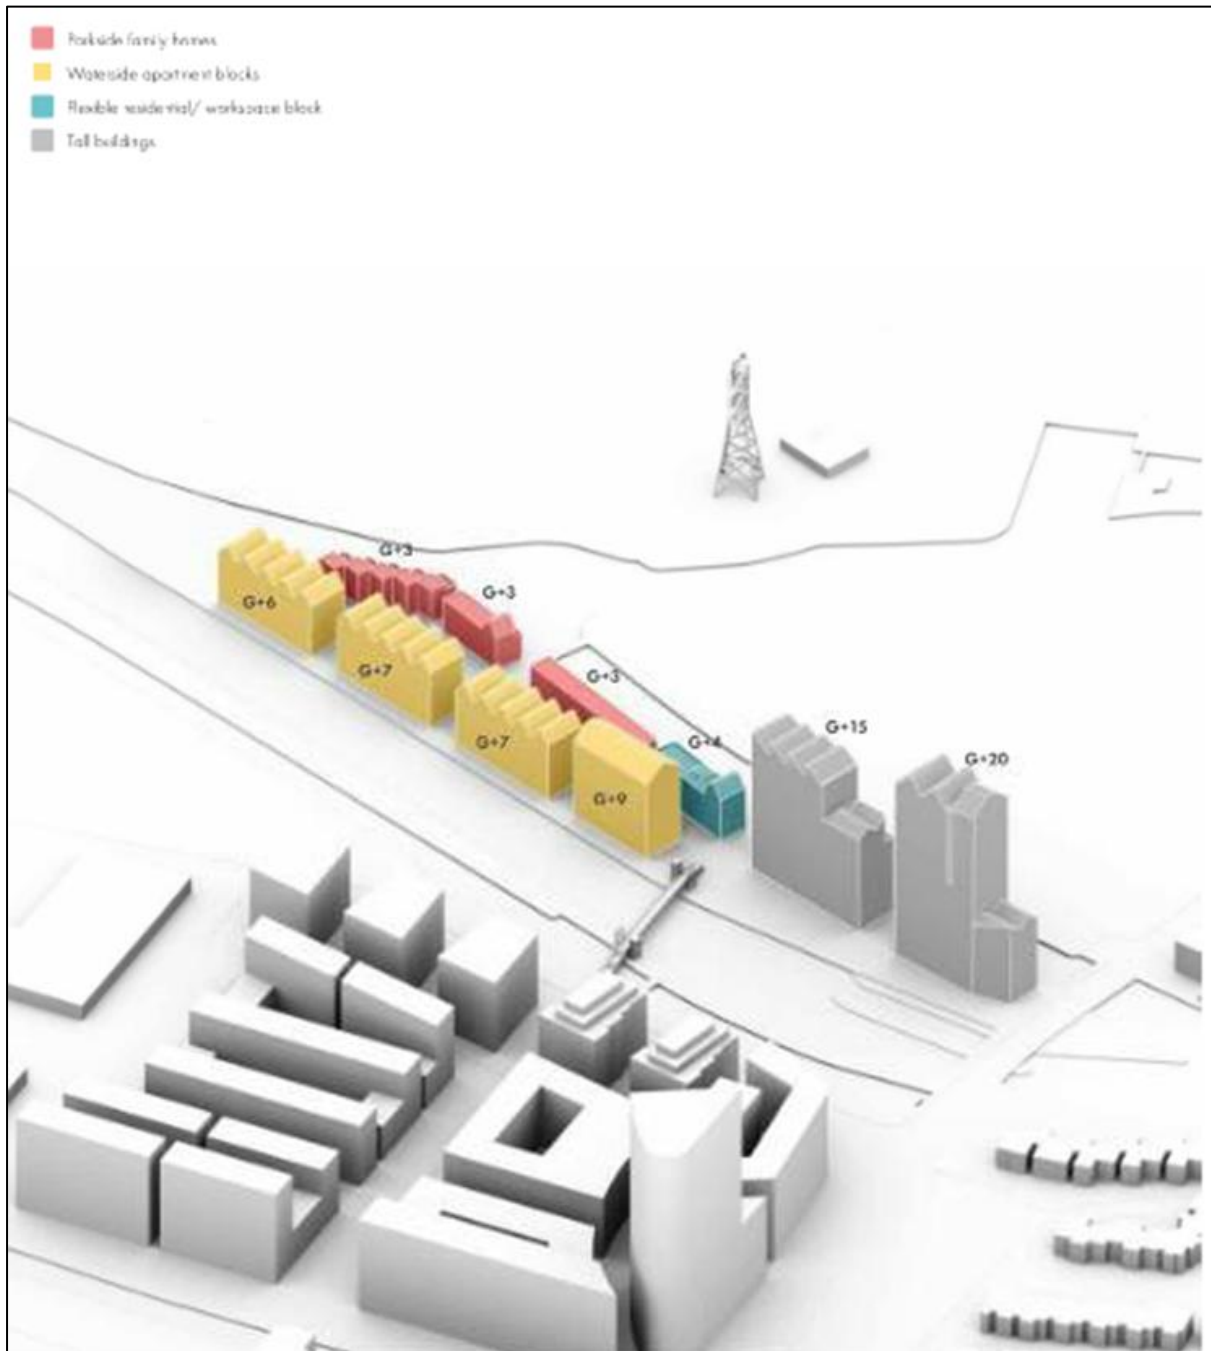 Parkside family homes
Waterside apartment blocks
Flexible residential/ workspace block
Tall buildings
G+3
G+3
G+6
G+7
G+3
G+7
G+4
G+15
G+20
G+9